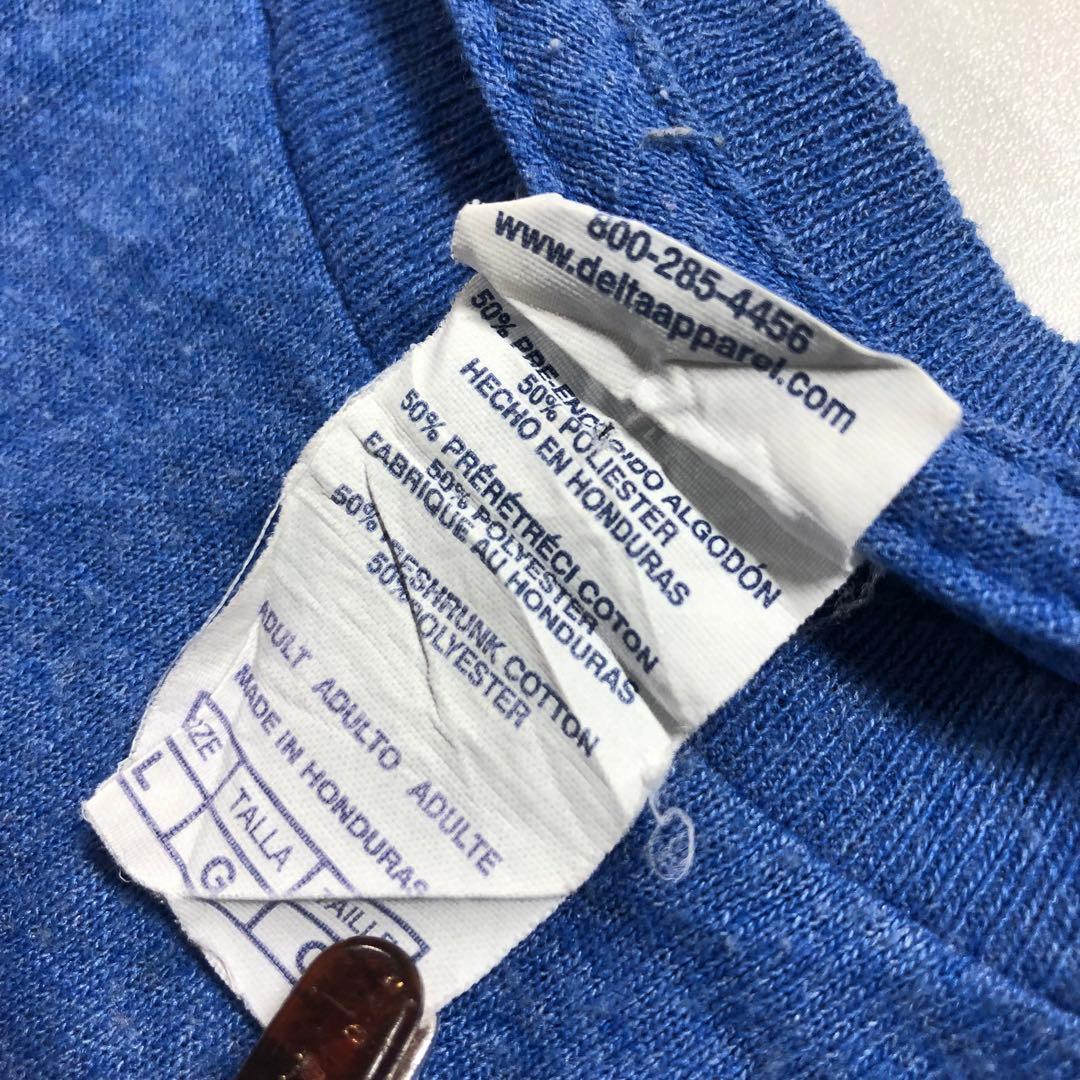 800-285-4456
www.deltaapparel.com
50% PRE-ENCOGIDO ALGODÓN
50% POLIESTER
HECHO EN HONDURAS
50% PRÉRÉTRÉCI COTON
50% POLYESTER
FABRIQUE AU HONDURAS
50% PRESHRUNK COTTON
50% POLYESTER
ADULT ADULTO ADULTE
MADE IN HONDURAS
SIZE TALLA TAILLE
L G G